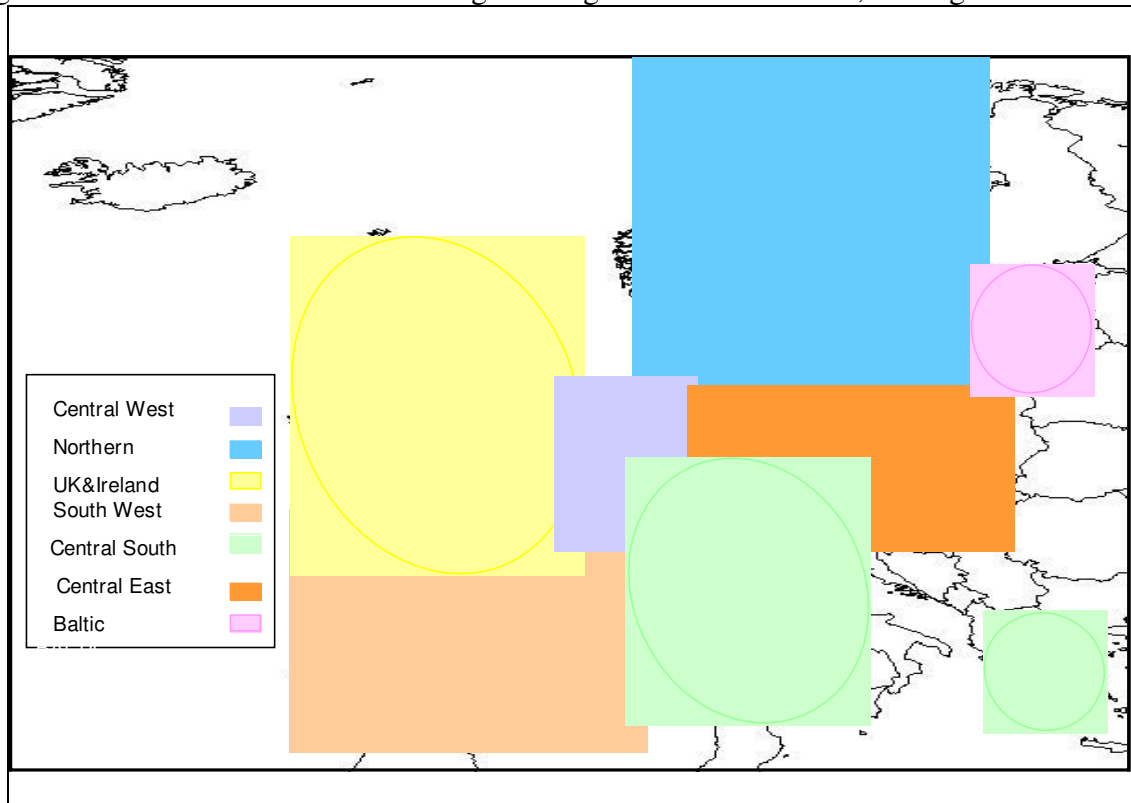 Central West
Northern
UK&Ireland
South West
Central South
Central East
Baltic